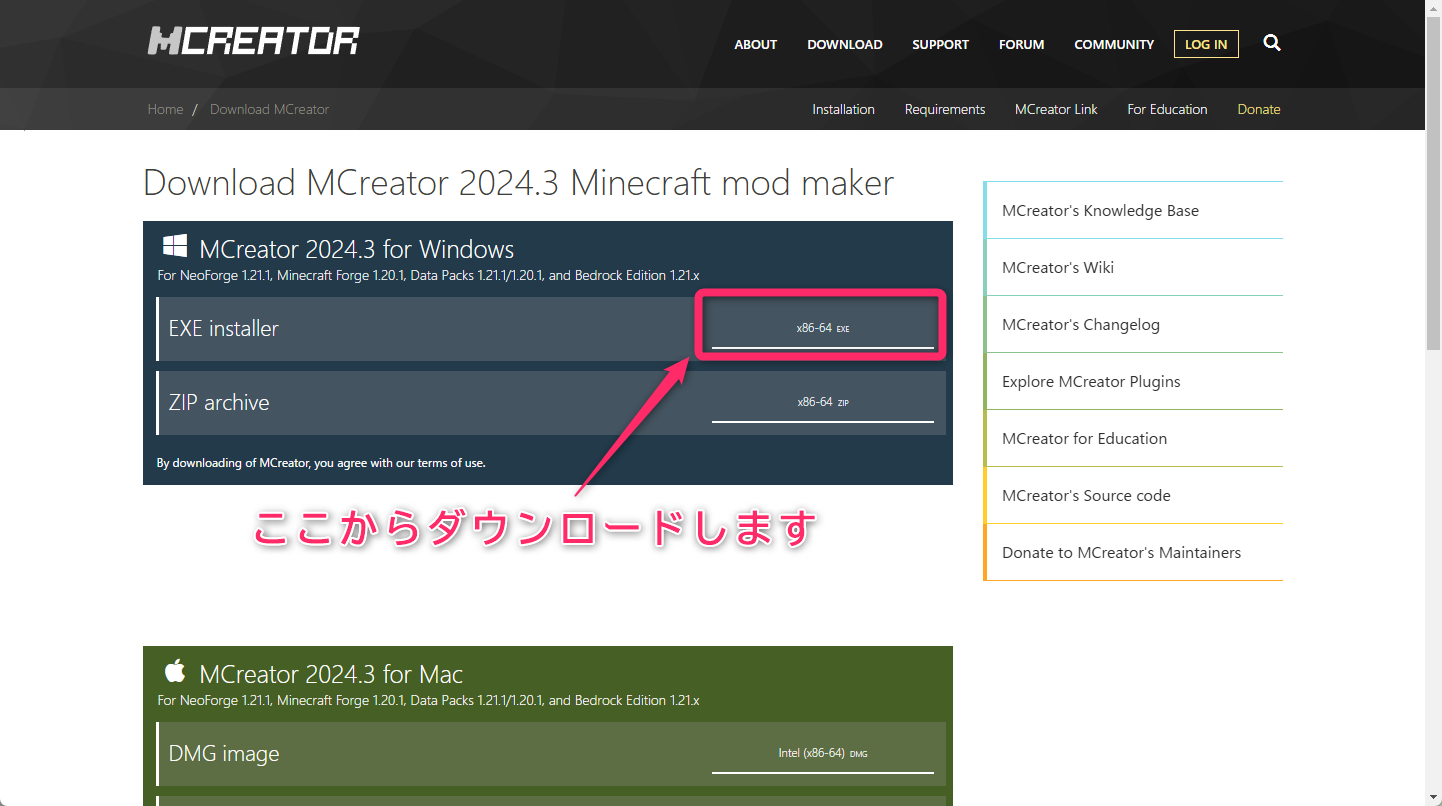 MCREATOR
ABOUT DOWNLOAD SUPPORT FORUM COMMUNITY LOG IN
Home / Download MCreator
Installation Requirements MCreator Link For Education Donate
Download MCreator 2024.3 Minecraft mod maker
MCreator 2024.3 for Windows
For NeoForge 1.21.1, Minecraft Forge 1.20.1, Data Packs 1.21.1/1.20.1, and Bedrock Edition 1.21.x
EXE installer
x86-64 EXE
ZIP archive
x86-64 ZIP
By downloading of MCreator, you agree with our terms of use.
ここからダウンロードします
MCreator 2024.3 for Mac
For NeoForge 1.21.1, Minecraft Forge 1.20.1, Data Packs 1.21.1/1.20.1, and Bedrock Edition 1.21.x
DMG image
Intel (x86-64) DMG
MCreator's Knowledge Base
MCreator's Wiki
MCreator's Changelog
Explore MCreator Plugins
MCreator for Education
MCreator's Source code
Donate to MCreator's Maintainers